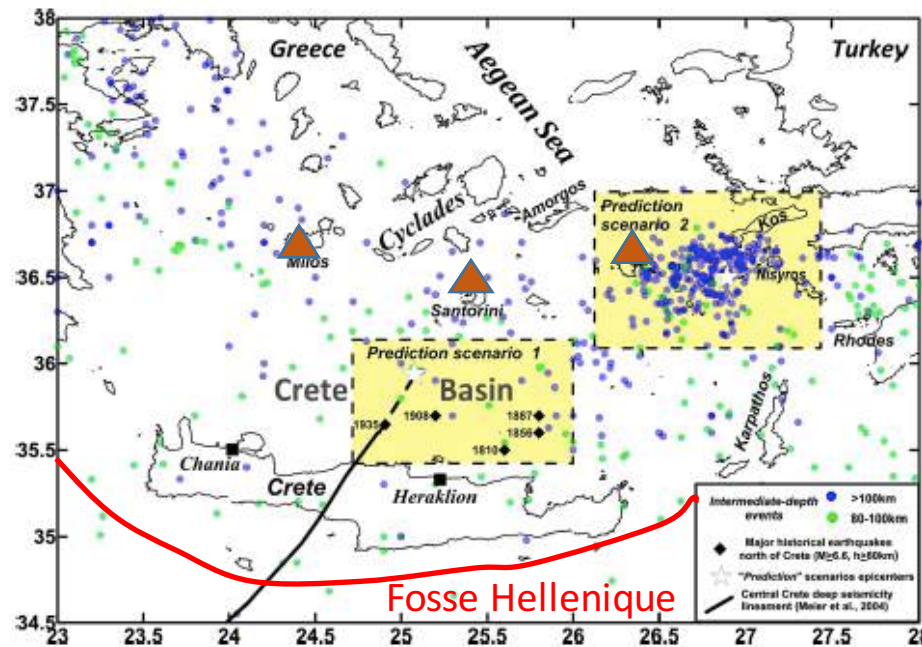 38
37.5
37
36.5
36
35.5
35
34.5
23
23.5
24
24.5
25
25.5
26
26.5
27
27.5
28
Greece
Aegean Sea
Turkey
Cyclades
Amorgos
Milos
Santorini
Prediction
scenario 2
Kos
Nisyros
Rhodes
Karpathos
Prediction scenario 1
Crete Basin
1935
1908
1887
1856
1810
Chania
Crete
Heraklion
Fosse Hellenique
Intermediate-depth
events
>100km
80-100km
Major historical earthquakes
north of Crete (M≥6.6, h≥60km)
"Prediction" scenarios epicenters
Central Crete deep seismicity
lineament (Meier et al., 2004)